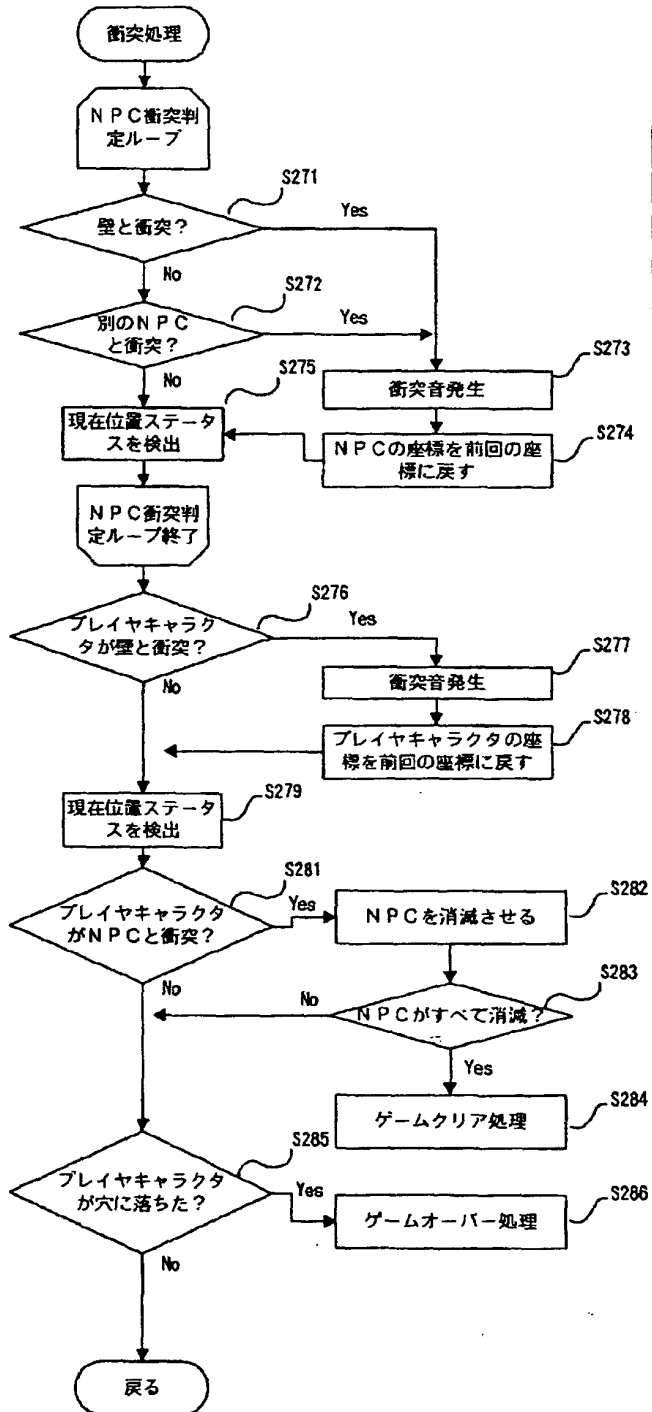 衝突処理
NPC衝突判
定ループ
S271
壁と衝突？
Yes
No
S272
別のNPC
と衝突？
Yes
No
S273
衝突音発生
S275
現在位置ステータ
スを検出
S274
NPCの座標を前回の座
標に戻す
NPC衝突判
定ループ終了
S276
プレイヤキャラク
タが壁と衝突？
Yes
No
S277
衝突音発生
S278
プレイヤキャラクタの座
標を前回の座標に戻す
S279
現在位置ステータ
スを検出
S281
プレイヤキャラクタ
がNPCと衝突？
Yes
No
S282
NPCを消滅させる
S283
NPCがすべて消滅？
No
Yes
S284
ゲームクリア処理
S285
プレイヤキャラクタ
が穴に落ちた？
Yes
No
S286
ゲームオーバー処理
戻る